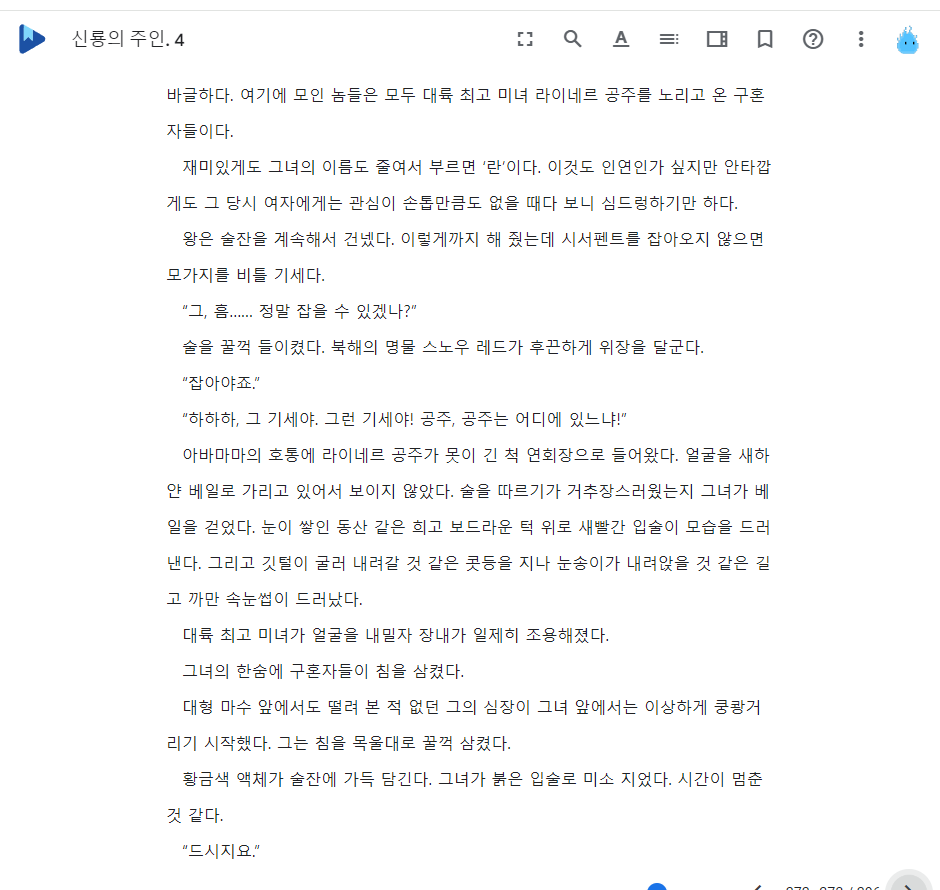 신룡의 주인. 4
바글하다. 여기에 모인 놈들은 모두 대륙 최고 미녀 라이네르 공주를 노리고 온 구혼
자들이다.
재미있게도 그녀의 이름도 줄여서 부르면 ‘란’이다. 이것도 인연인가 싶지만 안타깝
게도 그 당시 여자에게는 관심이 손톱만큼도 없을 때다 보니 심드렁하기만 하다.
왕은 술잔을 계속해서 건넸다. 이렇게까지 해 줬는데 시서펜트를 잡아오지 않으면
모가지를 비틀 기세다.
“그, 흠…… 정말 잡을 수 있겠나?”
술을 꿀꺽 들이켰다. 북해의 명물 스노우 레드가 후끈하게 위장을 달군다.
“잡아야죠.”
“하하하, 그 기세야. 그런 기세야! 공주, 공주는 어디에 있느냐!”
아바마마의 호통에 라이네르 공주가 못이 긴 척 연회장으로 들어왔다. 얼굴을 새하
얀 베일로 가리고 있어서 보이지 않았다. 술을 따르기가 거추장스러웠는지 그녀가 베
일을 걷었다. 눈이 쌓인 동산 같은 희고 보드라운 턱 위로 새빨간 입술이 모습을 드러
낸다. 그리고 깃털이 굴러 내려갈 것 같은 콧등을 지나 눈송이가 내려앉을 것 같은 길
고 까만 속눈썹이 드러났다.
대륙 최고 미녀가 얼굴을 내밀자 장내가 일제히 조용해졌다.
그녀의 한숨에 구혼자들이 침을 삼켰다.
대형 마수 앞에서도 떨려 본 적 없던 그의 심장이 그녀 앞에서는 이상하게 쿵쾅거
리기 시작했다. 그는 침을 목울대로 꿀꺽 삼켰다.
황금색 액체가 술잔에 가득 담긴다. 그녀가 붉은 입술로 미소 지었다. 시간이 멈춘
것 같다.
“드시지요.”